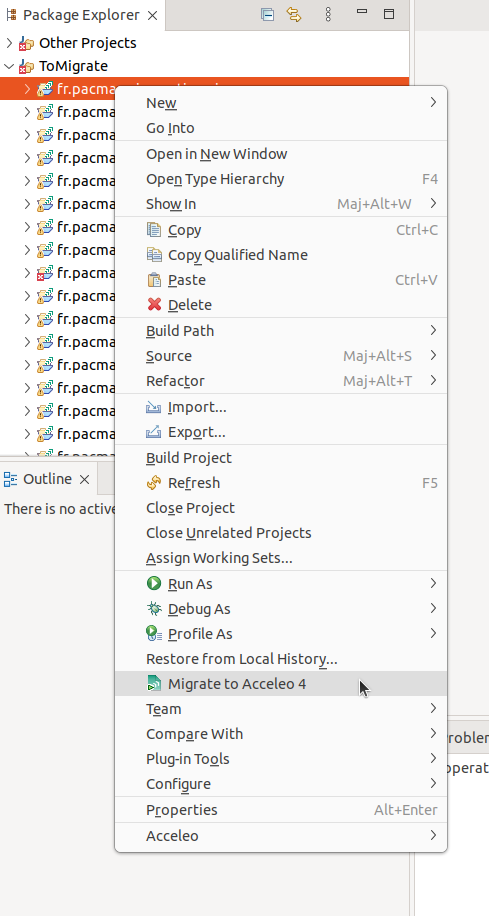 Package Explorer
Other Projects
ToMigrate
fr.pacma
New
fr.pacma
Go Into
fr.pacma
Open in New Window
fr.pacma
Open Type Hierarchy F4
fr.pacma
Show In Maj+Alt+W
fr.pacma
Copy Ctrl+C
fr.pacma
Copy Qualified Name
fr.pacma
Paste Ctrl+V
fr.pacma
Delete
fr.pacma
Build Path
fr.pacma
Source Maj+Alt+S
fr.pacma
Refactor Maj+Alt+T
fr.pacma
Import...
fr.pacma
Export...
fr.pacma
Build Project
Outline
Refresh F5
There is no active
Close Project
Close Unrelated Projects
Assign Working Sets...
Run As
Debug As
Profile As
Restore from Local History...
Migrate to Acceleo 4
Team
Compare With
roblem
Plug-in Tools
operat
Configure
Properties Alt+Enter
Acceleo